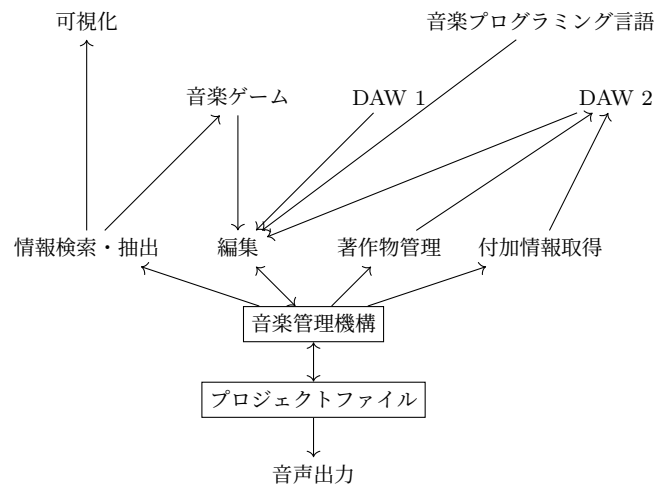 可視化
音楽プログラミング言語
音楽ゲーム
DAW 1
DAW 2
情報検索・抽出
編集
著作物管理
付加情報取得
音楽管理機構
プロジェクトファイル
音声出力